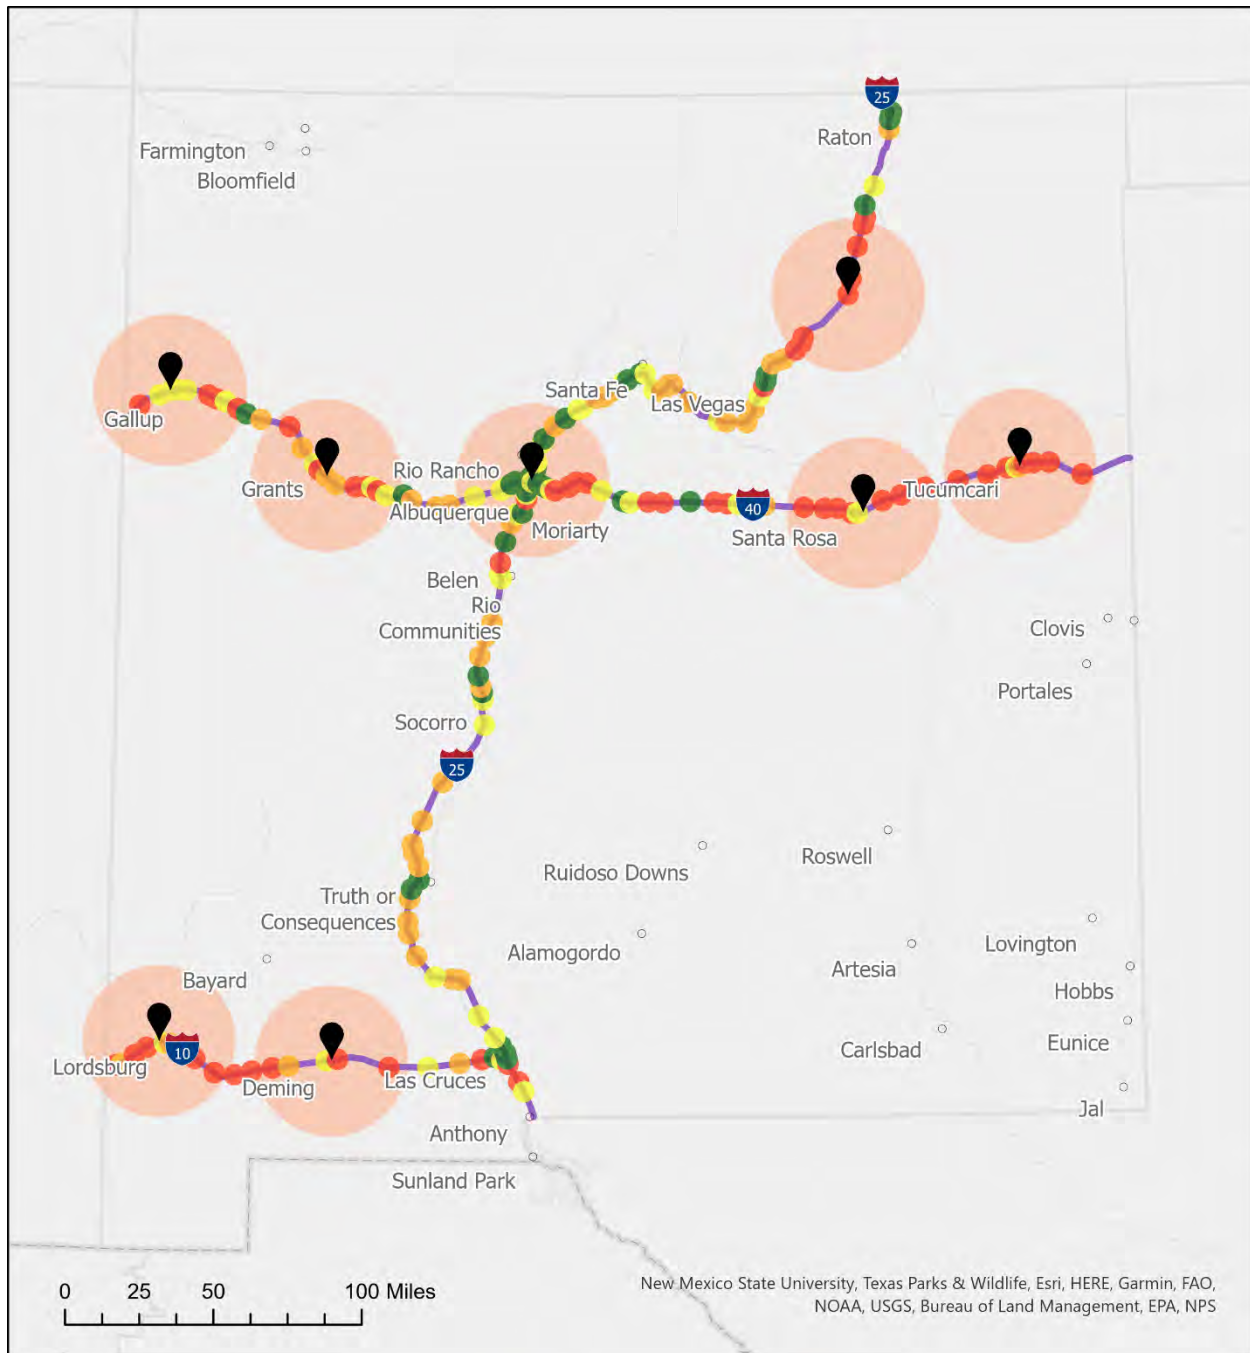 25
Raton
Farmington
Bloomfield
Gallup
Santa Fe
Las Vegas
Grants
Rio Rancho
Albuquerque
Moriarty
40
Santa Rosa
Tucumcari
Belen
Rio
Communities
Clovis
Portales
Socorro
25
Ruidoso Downs
Roswell
Truth or
Consequences
Alamogordo
Lovington
Artesia
Bayard
Hobbs
Carlsbad
Eunice
10
Lordsburg
Deming
Las Cruces
Jal
Anthony
Sunland Park
0 25 50 100 Miles
New Mexico State University, Texas Parks & Wildlife, Esri, HERE, Garmin, FAO,
NOAA, USGS, Bureau of Land Management, EPA, NPS